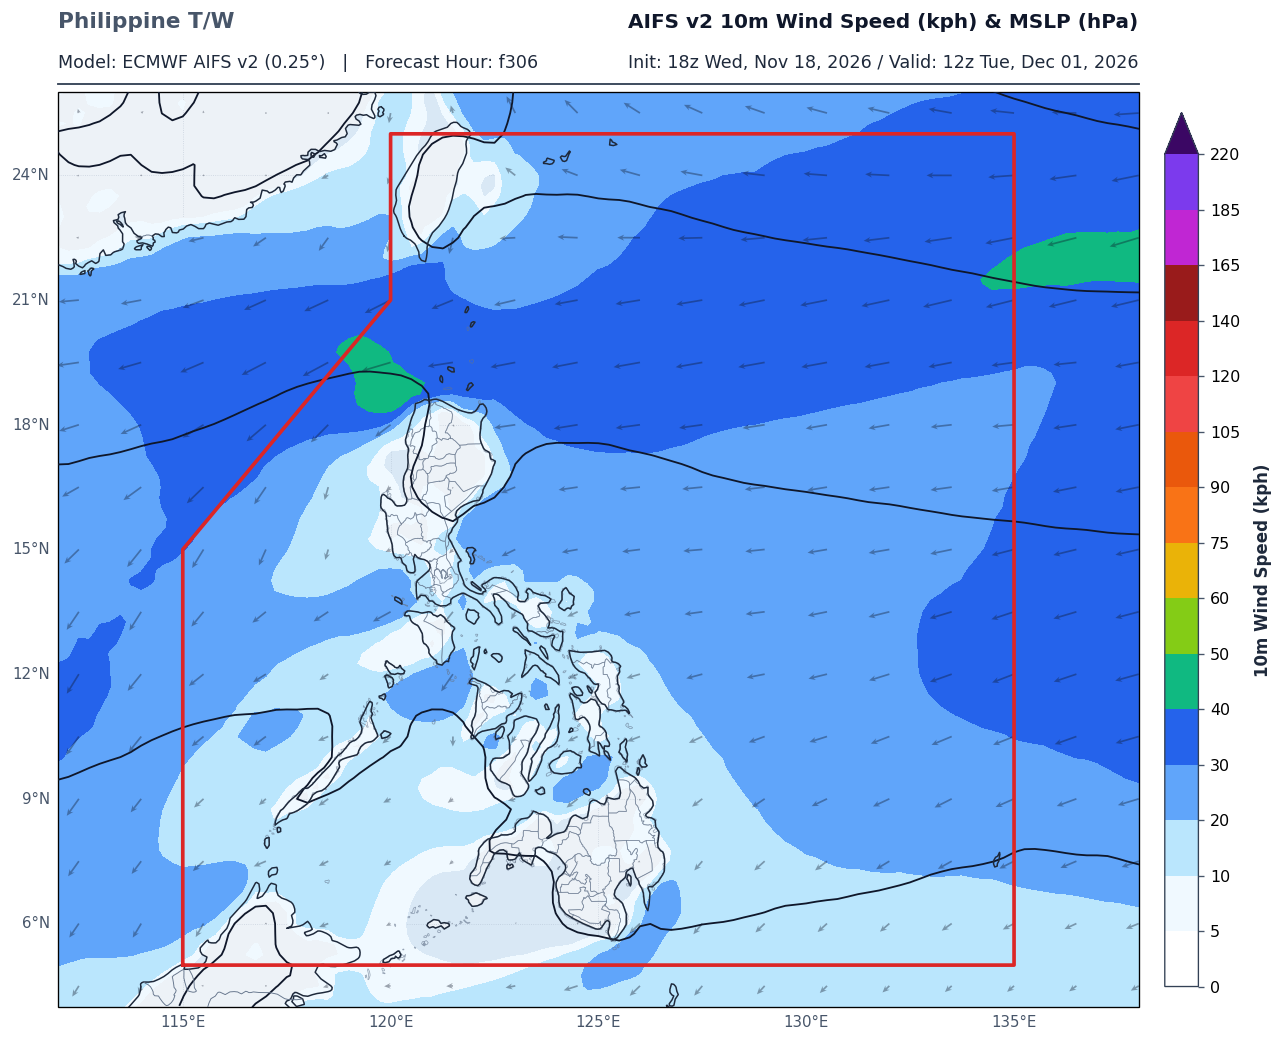 Philippine T/W
AIFS v2 10m Wind Speed (kph) & MSLP (hPa)
Model: ECMWF AIFS v2 (0.25°)   |   Forecast Hour: f306
Init: 18z Wed, Nov 18, 2026 / Valid: 12z Tue, Dec 01, 2026
24°N
21°N
18°N
15°N
12°N
9°N
6°N
115°E
120°E
125°E
130°E
135°E
220
185
165
140
120
105
90
75
60
50
40
30
20
10
5
0
10m Wind Speed (kph)